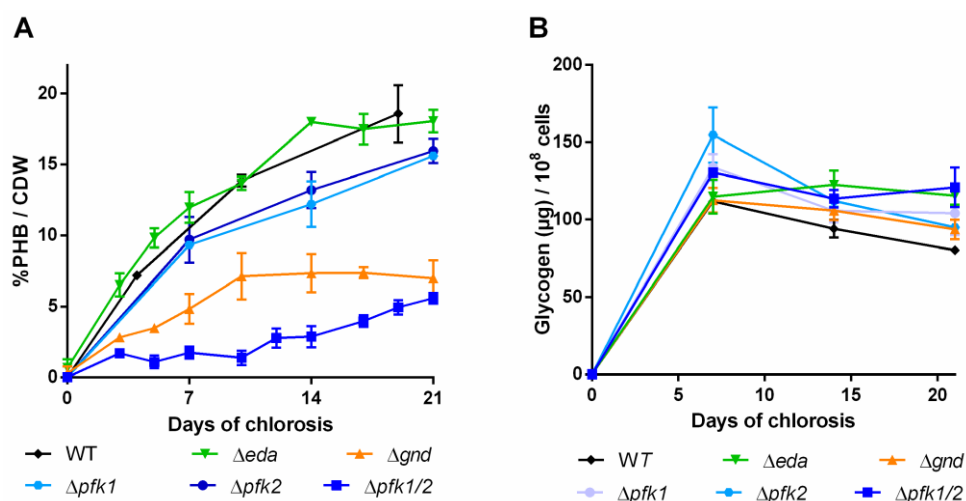 A
%PHB / CDW
20
15
10
5
0
0 7 14 21
Days of chlorosis
WT Δeda Δgnd
Δpfk1 Δpfk2 Δpfk1/2
B
Glycogen (µg) / 10⁸ cells
200
150
100
50
0
0 5 10 15 20
Days of chlorosis
WT Δeda Δgnd
Δpfk1 Δpfk2 Δpfk1/2